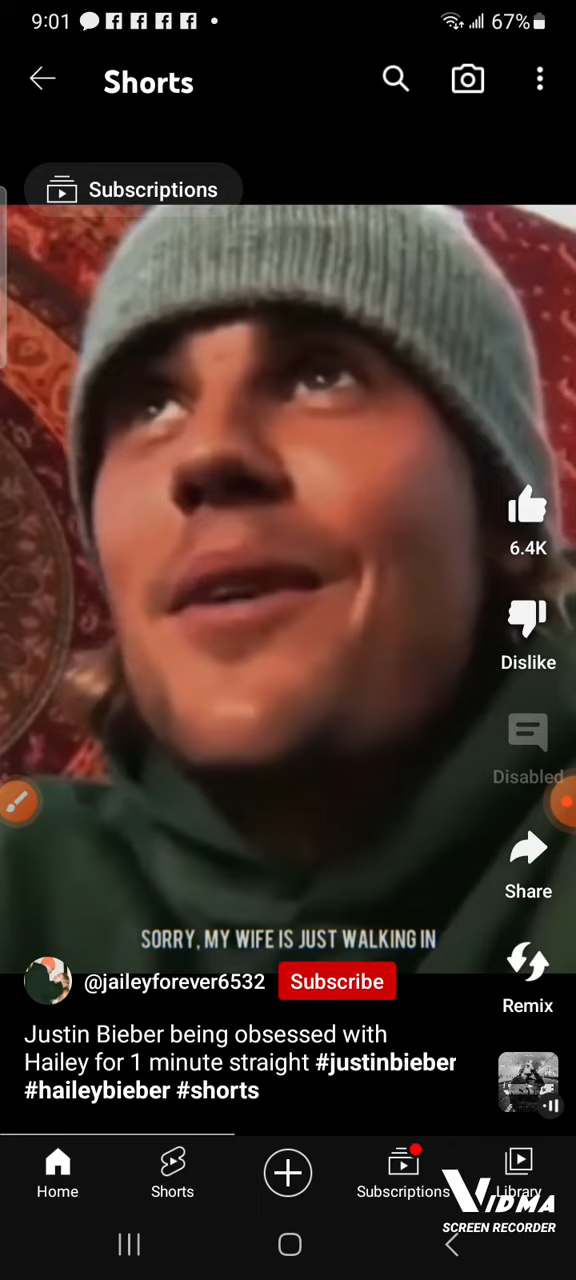 9:01
67%
Shorts
Subscriptions
6.4K
Dislike
Disabled
Share
SORRY, MY WIFE IS JUST WALKING IN
@jaileyforever6532 Subscribe
Remix
Justin Bieber being obsessed with
Hailey for 1 minute straight #justinbieber
#haileybieber #shorts
Home
Shorts
Subscriptions
Library
VIDMA
SCREEN RECORDER